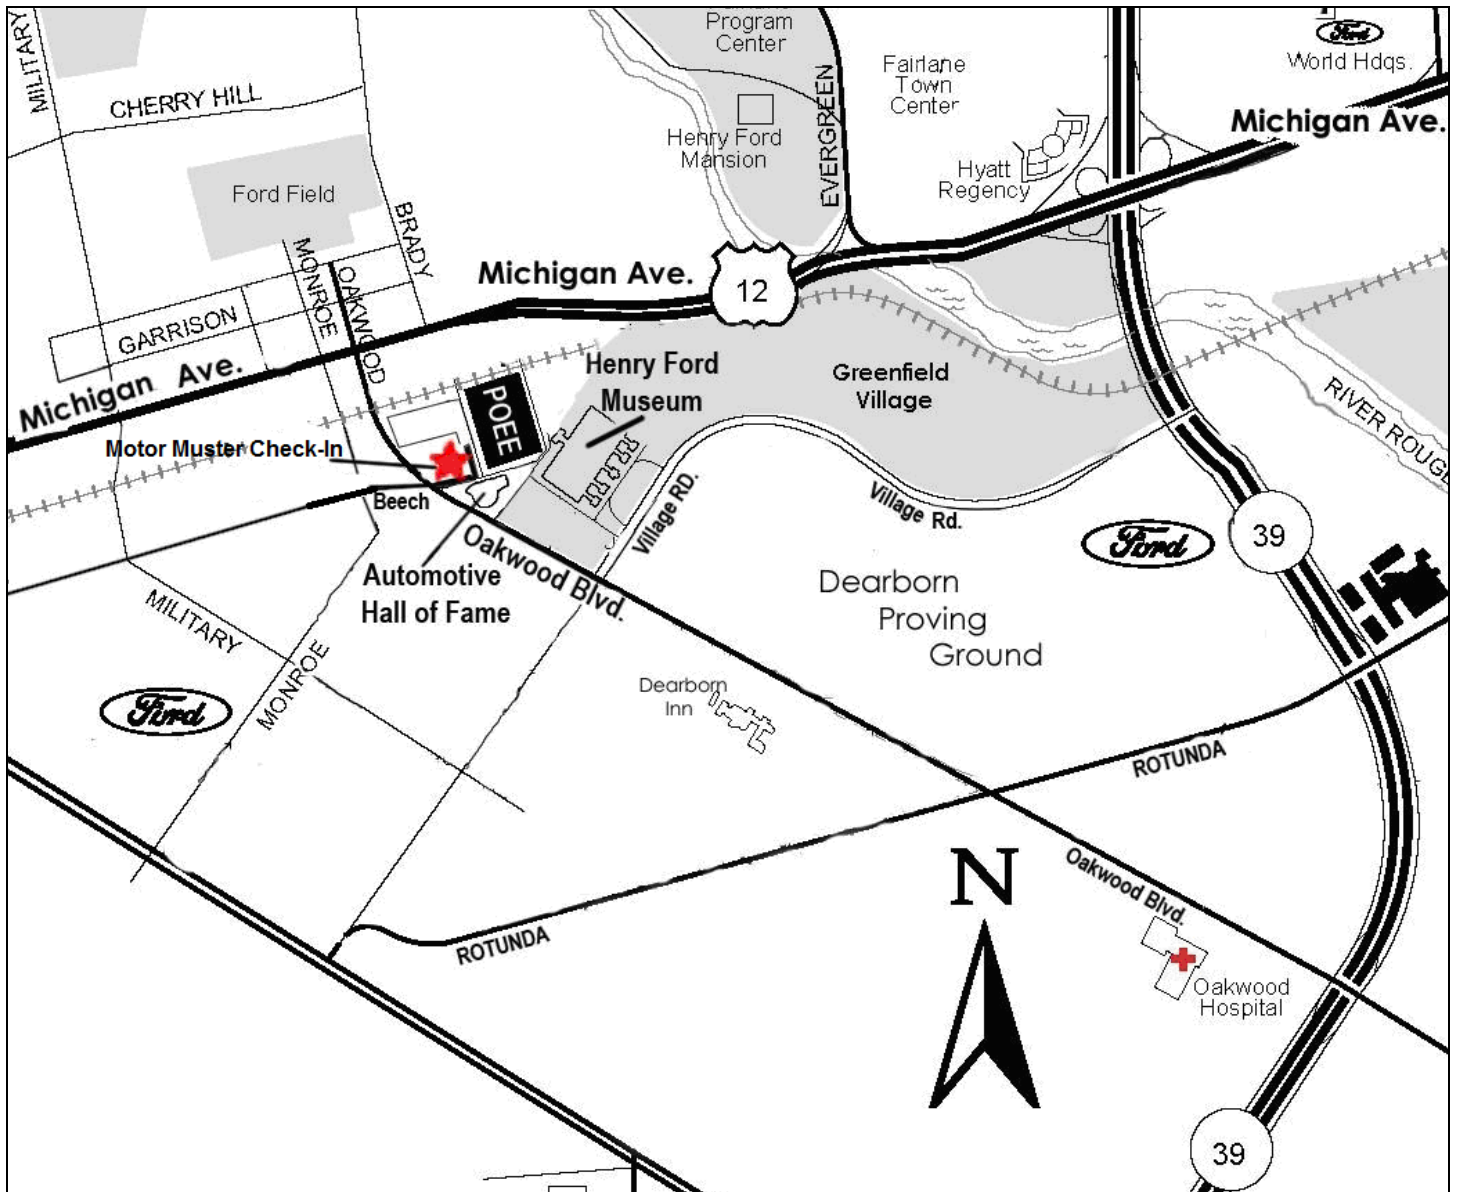 MILITARY
Program
Center
Ford
World Hdqs.
CHERRY HILL
EVERGREEN
Fairlane
Town
Center
Michigan Ave.
Henry Ford
Mansion
Hyatt
Regency
Ford Field
BRADY
MONROE
OAKWOOD
Michigan Ave.
12
GARRISON
Michigan Ave.
Henry Ford
Museum
POEE
Greenfield
Village
RIVER ROUGE
Motor Muster Check-In
Beech
Village RD.
Village Rd.
Ford
39
Oakwood Blvd.
Automotive
Hall of Fame
Dearborn
Proving
Ground
MILITARY
MONROE
Ford
Dearborn
Inn
ROTUNDA
N
Oakwood Blvd.
ROTUNDA
Oakwood
Hospital
39